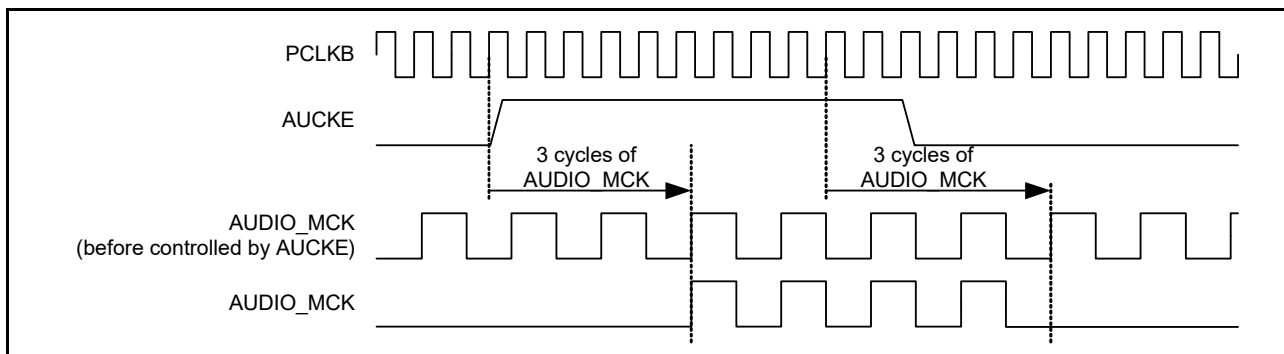 PCLKB
AUCKE
3 cycles of
AUDIO_MCK
3 cycles of
AUDIO_MCK
AUDIO_MCK
(before controlled by AUCKE)
AUDIO_MCK